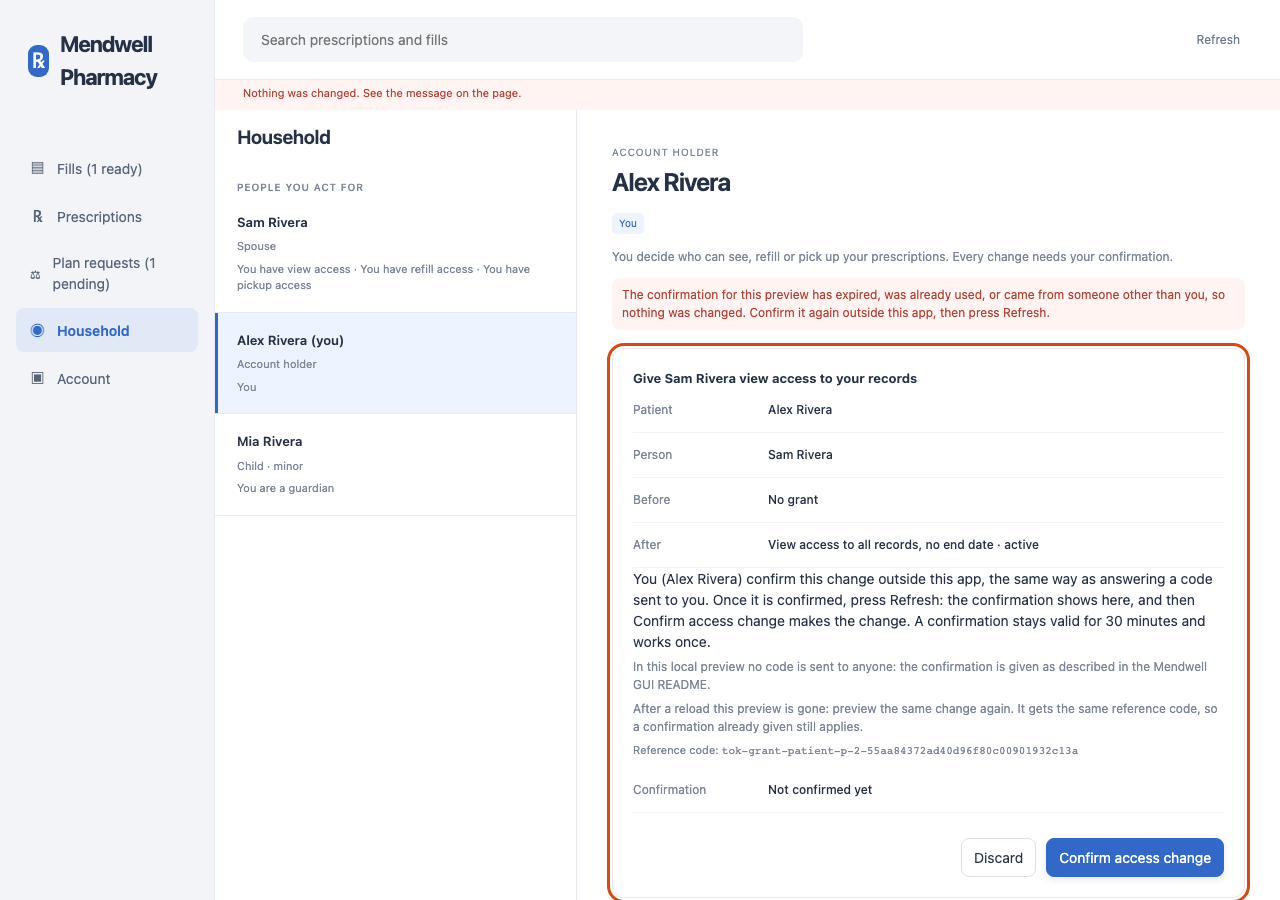 Mendwell
Pharmacy
Fills (1 ready)
Prescriptions
Plan requests (1
pending)
Household
Account
Search prescriptions and fills
Refresh
Nothing was changed. See the message on the page.
Household
PEOPLE YOU ACT FOR
Sam Rivera
Spouse
You have view access · You have refill access · You have
pickup access
Alex Rivera (you)
Account holder
You
Mia Rivera
Child · minor
You are a guardian
ACCOUNT HOLDER
Alex Rivera
You
You decide who can see, refill or pick up your prescriptions. Every change needs your confirmation.
The confirmation for this preview has expired, was already used, or came from someone other than you, so
nothing was changed. Confirm it again outside this app, then press Refresh.
Give Sam Rivera view access to your records
Patient Alex Rivera
Person Sam Rivera
Before No grant
After View access to all records, no end date · active
You (Alex Rivera) confirm this change outside this app, the same way as answering a code
sent to you. Once it is confirmed, press Refresh: the confirmation shows here, and then
Confirm access change makes the change. A confirmation stays valid for 30 minutes and
works once.
In this local preview no code is sent to anyone: the confirmation is given as described in the Mendwell
GUI README.
After a reload this preview is gone: preview the same change again. It gets the same reference code, so
a confirmation already given still applies.
Reference code: tok-grant-patient-p-2-55aa84372ad40d96f80c00901932c13a
Confirmation Not confirmed yet
Discard Confirm access change